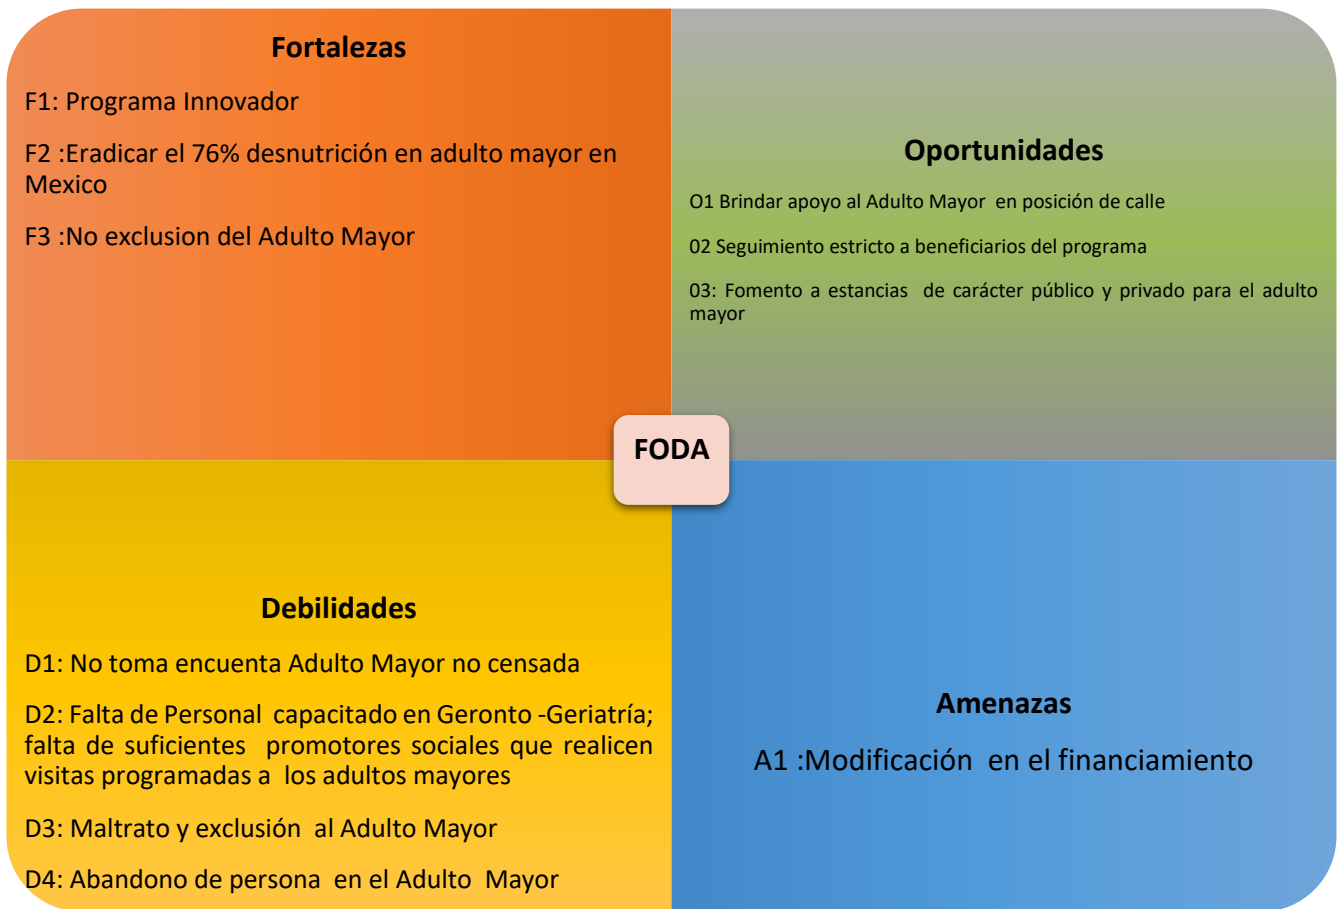 Fortalezas
F1: Programa Innovador
F2 :Eradicar el 76% desnutrición en adulto mayor en
Mexico
F3 :No exclusion del Adulto Mayor
Oportunidades
O1 Brindar apoyo al Adulto Mayor en posición de calle
02 Seguimiento estricto a beneficiarios del programa
03: Fomento a estancias de carácter público y privado para el adulto
mayor
FODA
Debilidades
D1: No toma encuenta Adulto Mayor no censada
D2: Falta de Personal capacitado en Geronto -Geriatría;
falta de suficientes promotores sociales que realicen
visitas programadas a los adultos mayores
D3: Maltrato y exclusión al Adulto Mayor
D4: Abandono de persona en el Adulto Mayor
Amenazas
A1 :Modificación en el financiamiento